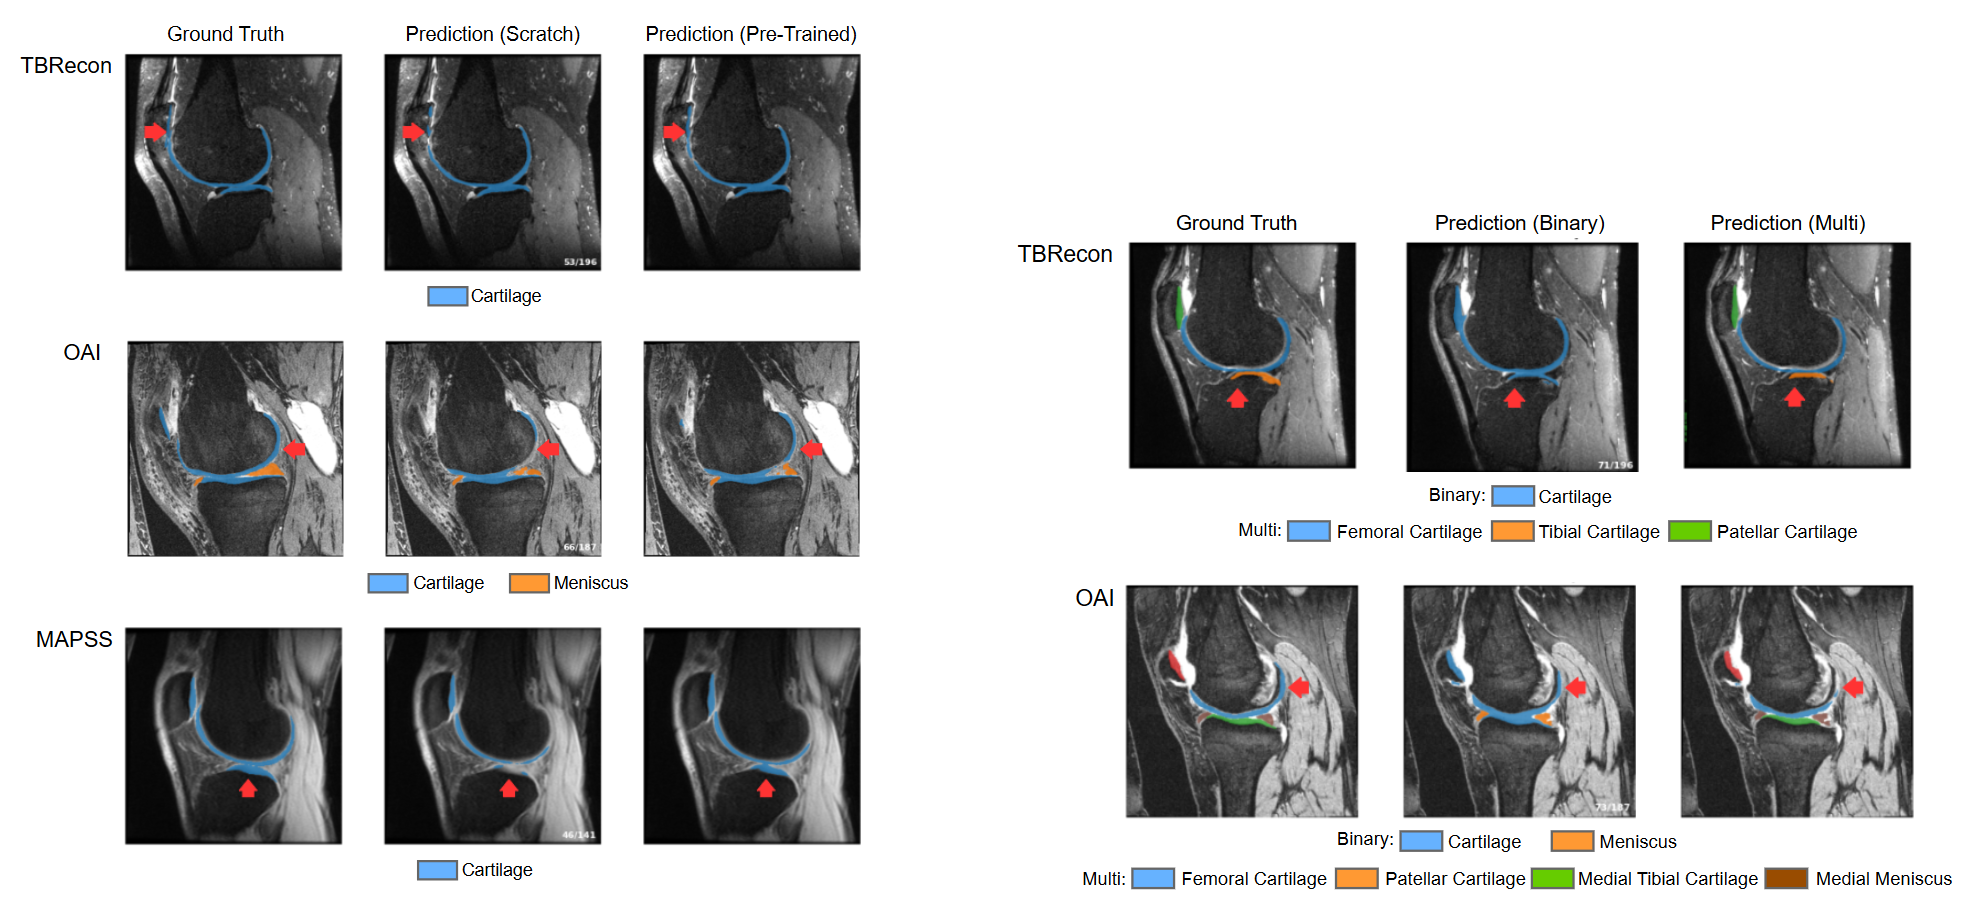 Ground Truth Prediction (Scratch) Prediction (Pre-Trained)
TBRecon
53/196
Cartilage
OAI
66/187
Cartilage Meniscus
MAPSS
46/141
Cartilage
Ground Truth Prediction (Binary) Prediction (Multi)
TBRecon
71/196
Binary: Cartilage
Multi: Femoral Cartilage Tibial Cartilage Patellar Cartilage
OAI
73/187
Binary: Cartilage Meniscus
Multi: Femoral Cartilage Patellar Cartilage Medial Tibial Cartilage Medial Meniscus